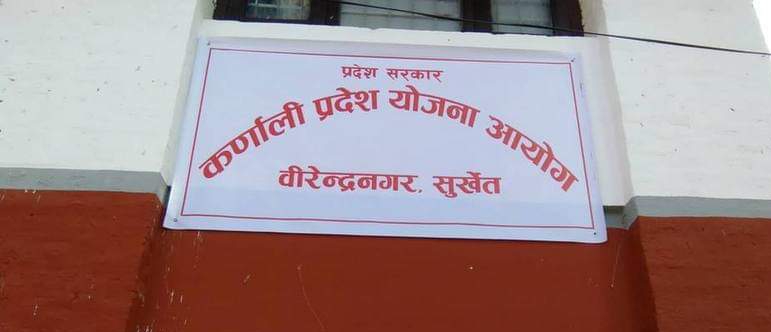 प्रदेश सरकार
कर्णाली प्रदेश योजना आयोग
वीरेन्द्रनगर, सुर्खेत